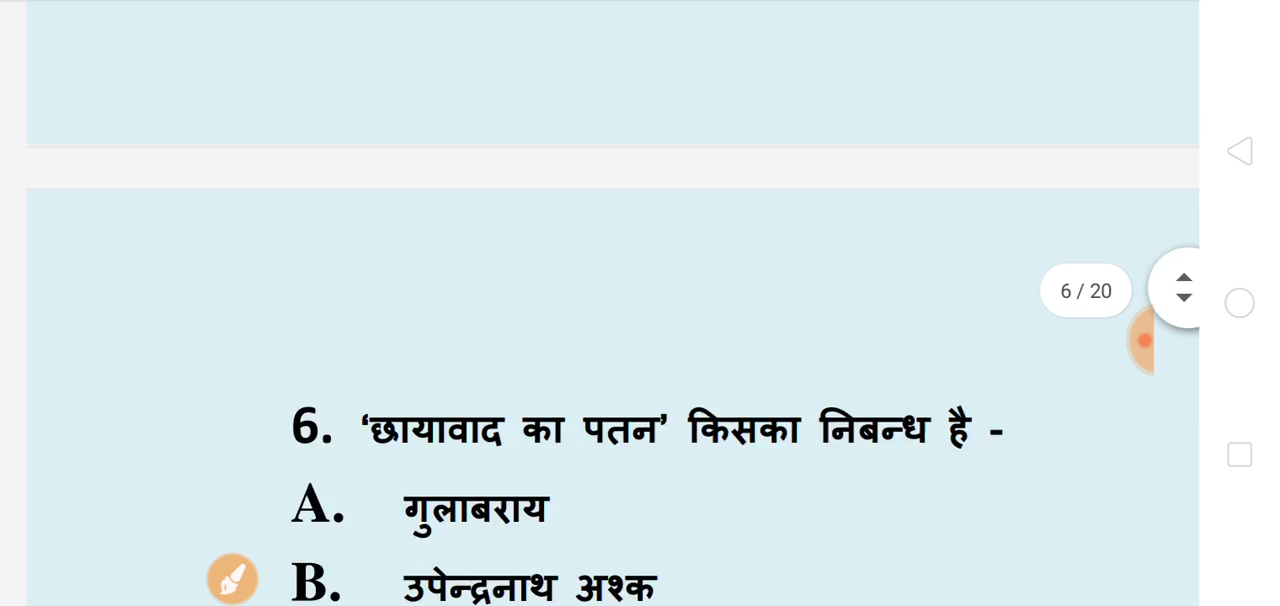 6 / 20
6. ‘छायावाद का पतन’ किसका निबन्ध है -
A. गुलाबराय
B. उपेन्द्रनाथ अश्क